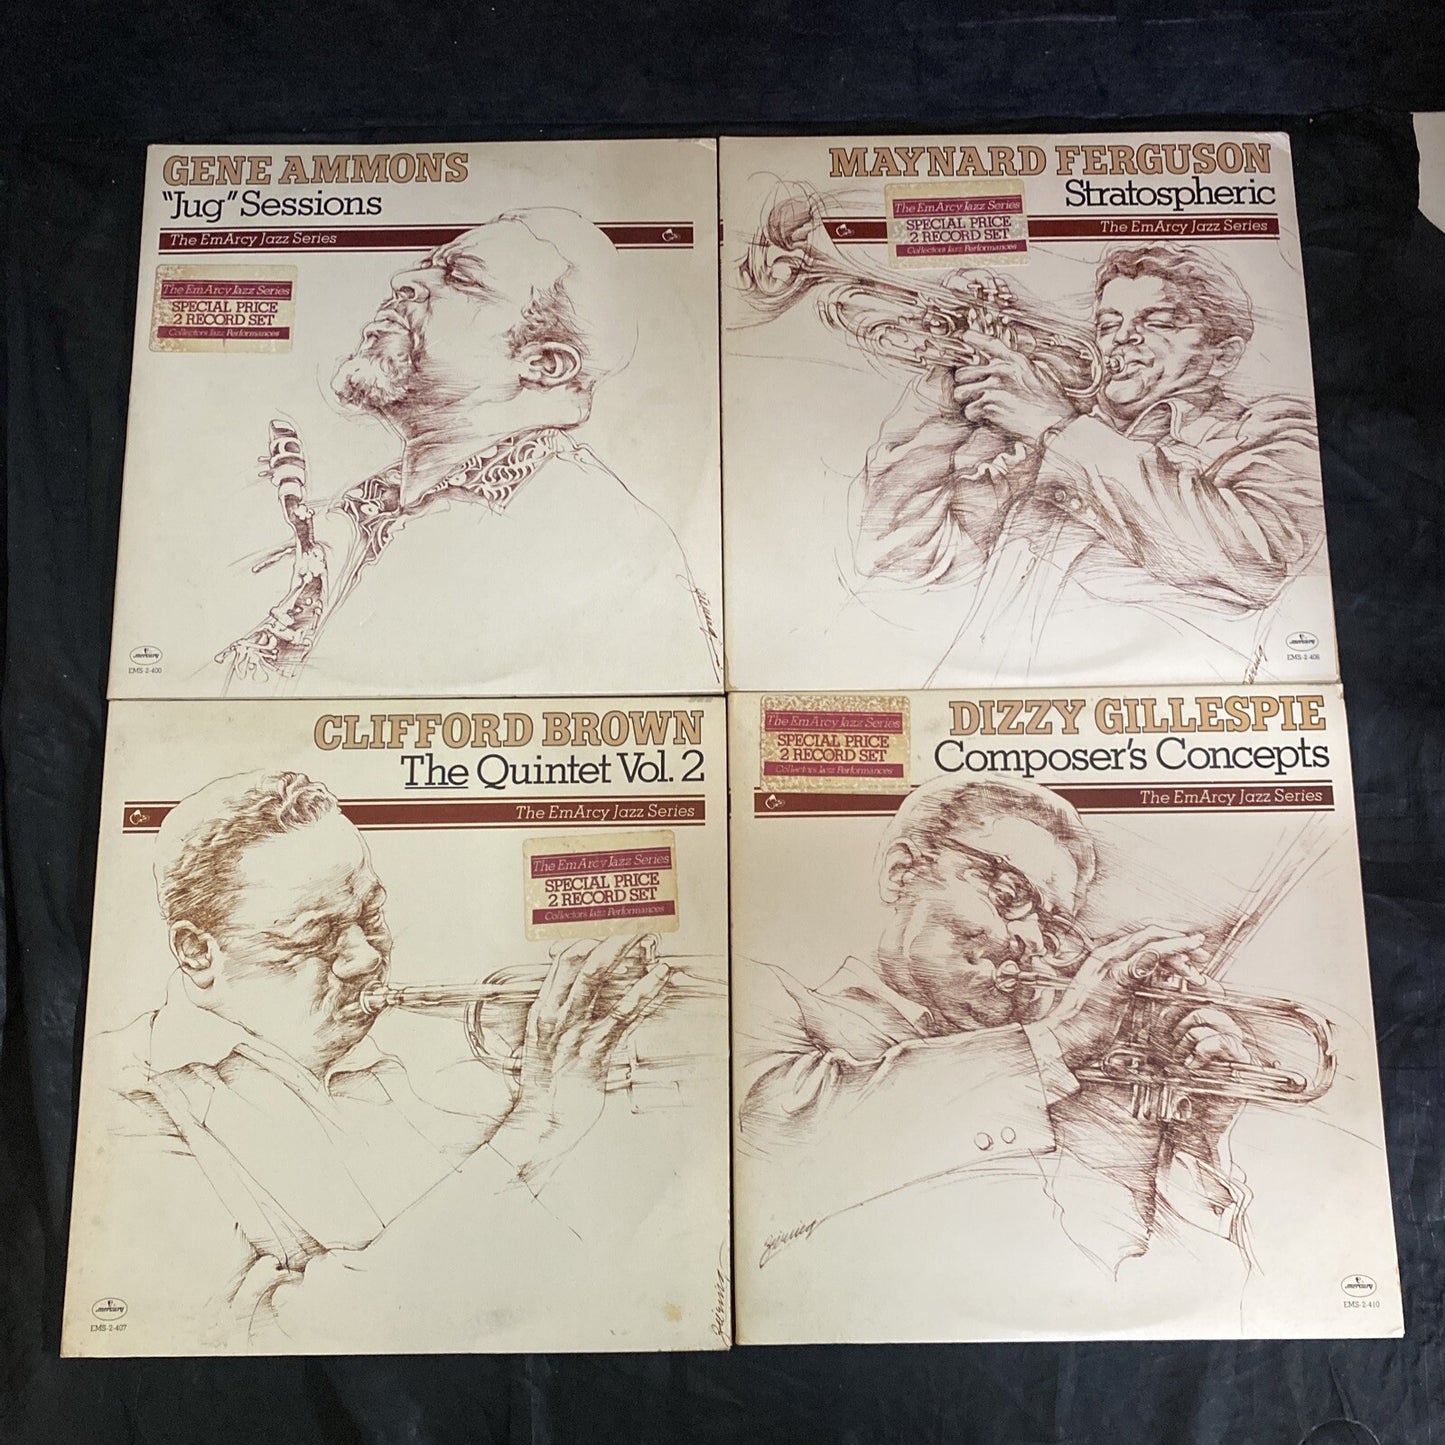 GENE AMMONS
"Jug" Sessions
The EmArcy Jazz Series
The EmArcy Jazz Series
SPECIAL PRICE
2 RECORD SET
Collectors Jazz Performances
mercury
EMS-2-400
MAYNARD FERGUSON
Stratospheric
The EmArcy Jazz Series
The EmArcy Jazz Series
SPECIAL PRICE
2 RECORD SET
Collectors Jazz Performances
mercury
EMS-2-406
CLIFFORD BROWN
The Quintet Vol. 2
The EmArcy Jazz Series
The EmArcy Jazz Series
SPECIAL PRICE
2 RECORD SET
Collectors Jazz Performances
mercury
EMS-2-407
DIZZY GILLESPIE
Composer's Concepts
The EmArcy Jazz Series
The EmArcy Jazz Series
SPECIAL PRICE
2 RECORD SET
Collectors Jazz Performances
mercury
EMS-2-410